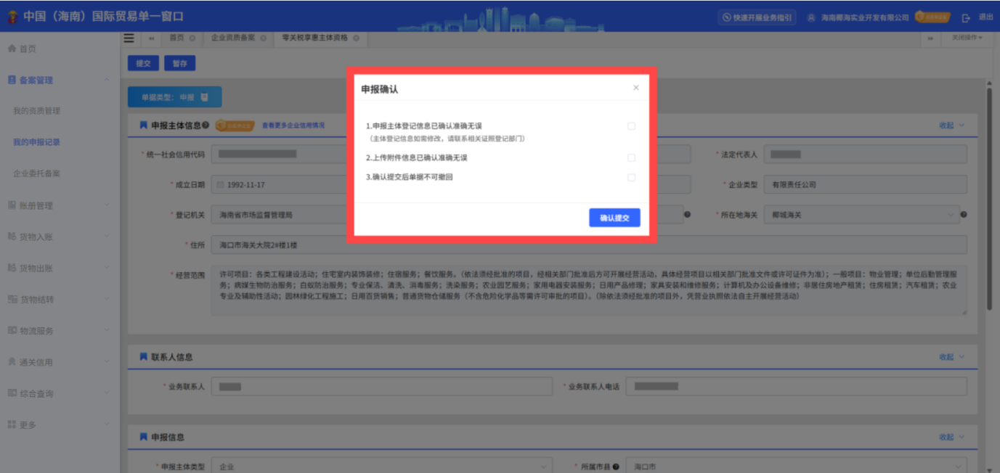 中国（海南）国际贸易单一窗口
快速开展业务指引
海南椰海实业开发有限公司
退出
首页
企业资质备案
零关税享惠主体资格
关闭操作
首页
备案管理
我的资质管理
我的申报记录
企业委托备案
账册管理
货物入账
货物出账
货物结转
物流服务
通关信用
综合查询
更多
提交
暂存
单据类型：申报
申报主体信息
查看更多企业信用情况
收起
* 统一社会信用代码
* 法定代表人
* 成立日期
1992-11-17
* 企业类型
有限责任公司
* 登记机关
海南省市场监督管理局
* 所在地海关
椰城海关
* 住所
海口市海关大院2#楼1楼
* 经营范围
许可项目：各类工程建设活动；住宅室内装饰装修；住宿服务；餐饮服务。（依法须经批准的项目，经相关部门批准后方可开展经营活动，具体经营项目以相关部门批准文件或许可证件为准）；一般项目：物业管理；单位后勤管理服
务；病媒生物防治服务；白蚁防治服务；专业保洁、清洗、消毒服务；洗染服务；农业园艺服务；家用电器安装服务；日用产品修理；家具安装和维修服务；计算机及办公设备维修；非居住房地产租赁；住房租赁；汽车租赁；农业
专业及辅助性活动；园林绿化工程施工；日用百货销售；普通货物仓储服务（不含危险化学品等需许可审批的项目）。（除依法须经批准的项目外，凭营业执照依法自主开展经营活动）
申报确认
1.申报主体登记信息已确认准确无误
（主体登记信息如需修改，请联系相关证照登记部门）
2.上传附件信息已确认准确无误
3.确认提交后单据不可撤回
确认提交
联系人信息
收起
* 业务联系人
* 业务联系人电话
申报信息
收起
* 申报主体类型
企业
* 所属市县
海口市